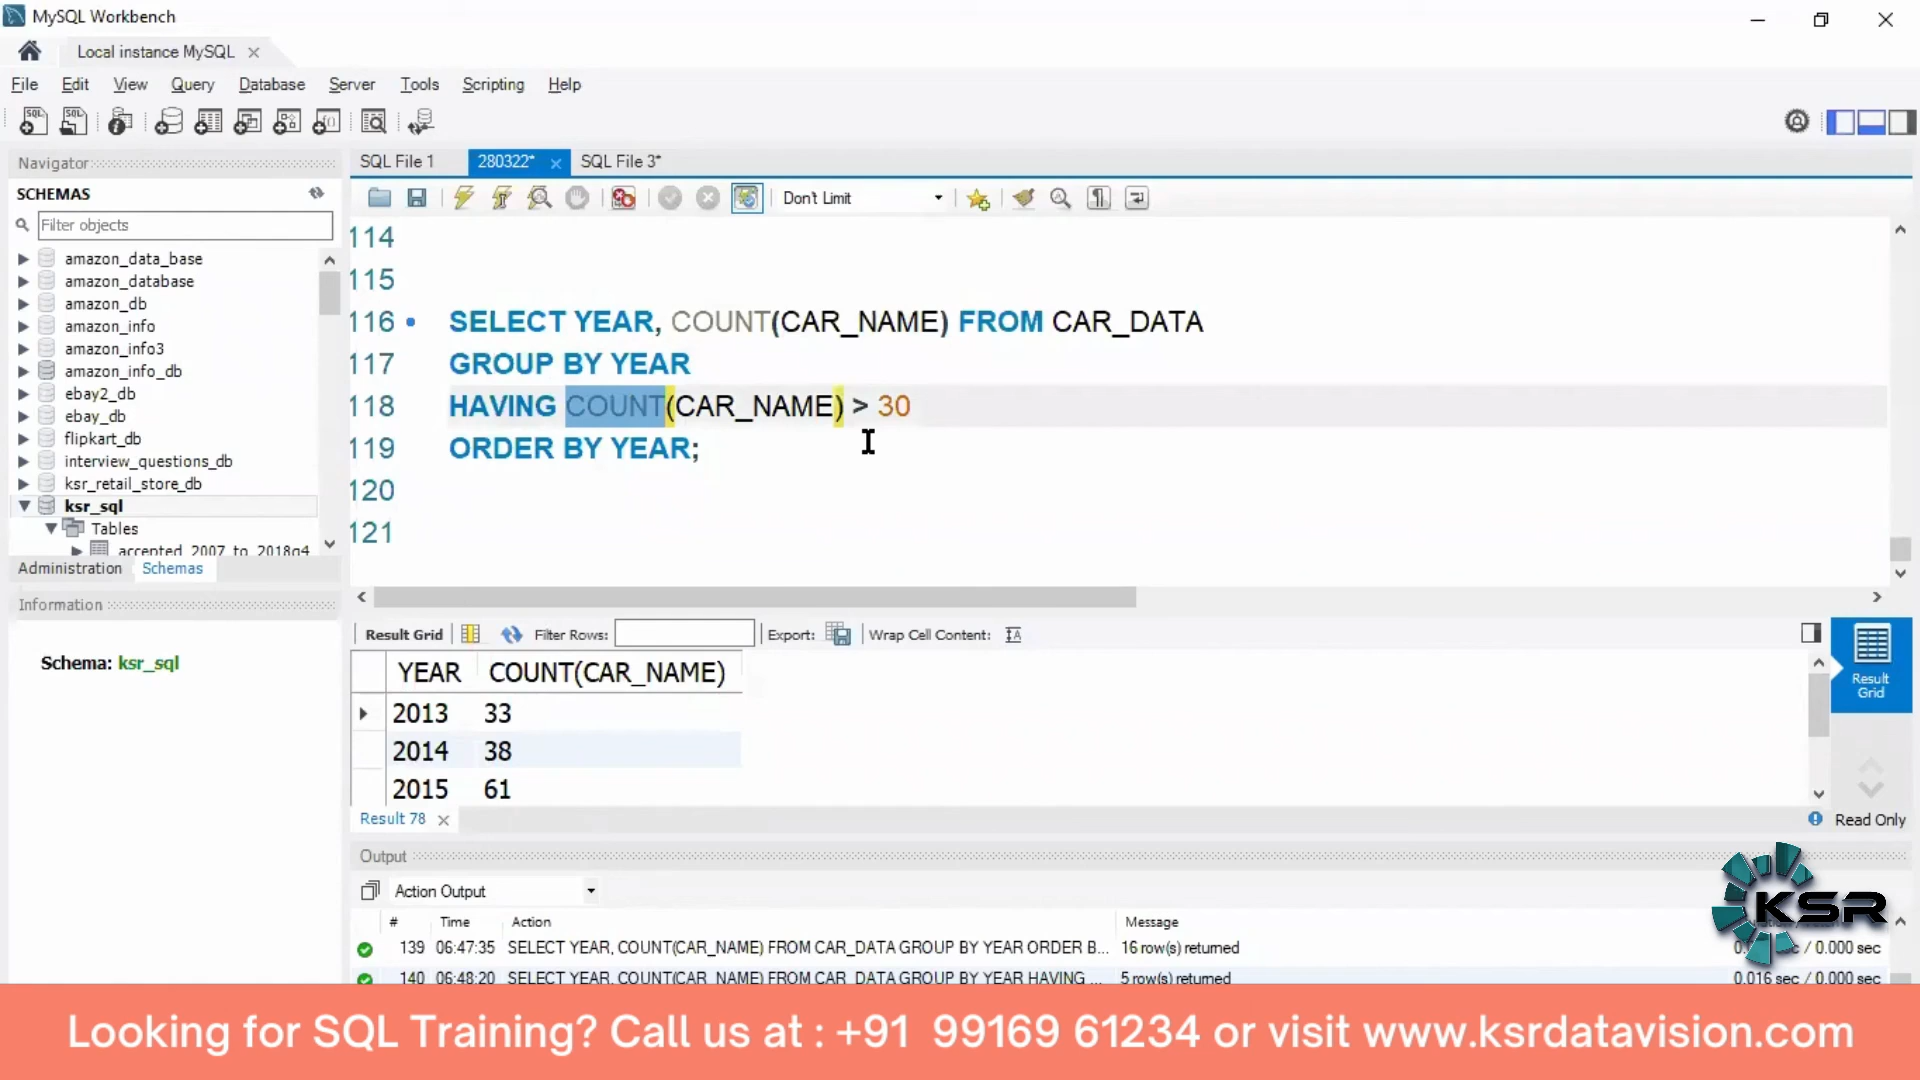 MySQL Workbench
Local instance MySQL
File Edit View Query Database Server Tools Scripting Help
Navigator
SQL File 1 280322* SQL File 3*
SCHEMAS
Filter objects
Don't Limit
amazon_data_base
amazon_database
amazon_db
amazon_info
amazon_info3
amazon_info_db
ebay2_db
ebay_db
flipkart_db
interview_questions_db
ksr_retail_store_db
ksr_sql
Tables
accepted_2007_to_2018q4
Administration Schemas
Information
Schema: ksr_sql
114
115
116 SELECT YEAR, COUNT(CAR_NAME) FROM CAR_DATA
117 GROUP BY YEAR
118 HAVING COUNT(CAR_NAME) > 30
119 ORDER BY YEAR;
120
121
Result Grid Filter Rows: Export: Wrap Cell Content:
YEAR COUNT(CAR_NAME)
2013 33
2014 38
2015 61
Result Grid
Result 78
Read Only
Output
Action Output
# Time Action Message
139 06:47:35 SELECT YEAR, COUNT(CAR_NAME) FROM CAR_DATA GROUP BY YEAR ORDER B... 16 row(s) returned / 0.000 sec
140 06:48:20 SELECT YEAR, COUNT(CAR_NAME) FROM CAR_DATA GROUP BY YEAR HAVING ... 5 row(s) returned 0.016 sec / 0.000 sec
KSR
Looking for SQL Training? Call us at : +91 99169 61234 or visit www.ksrdatavision.com